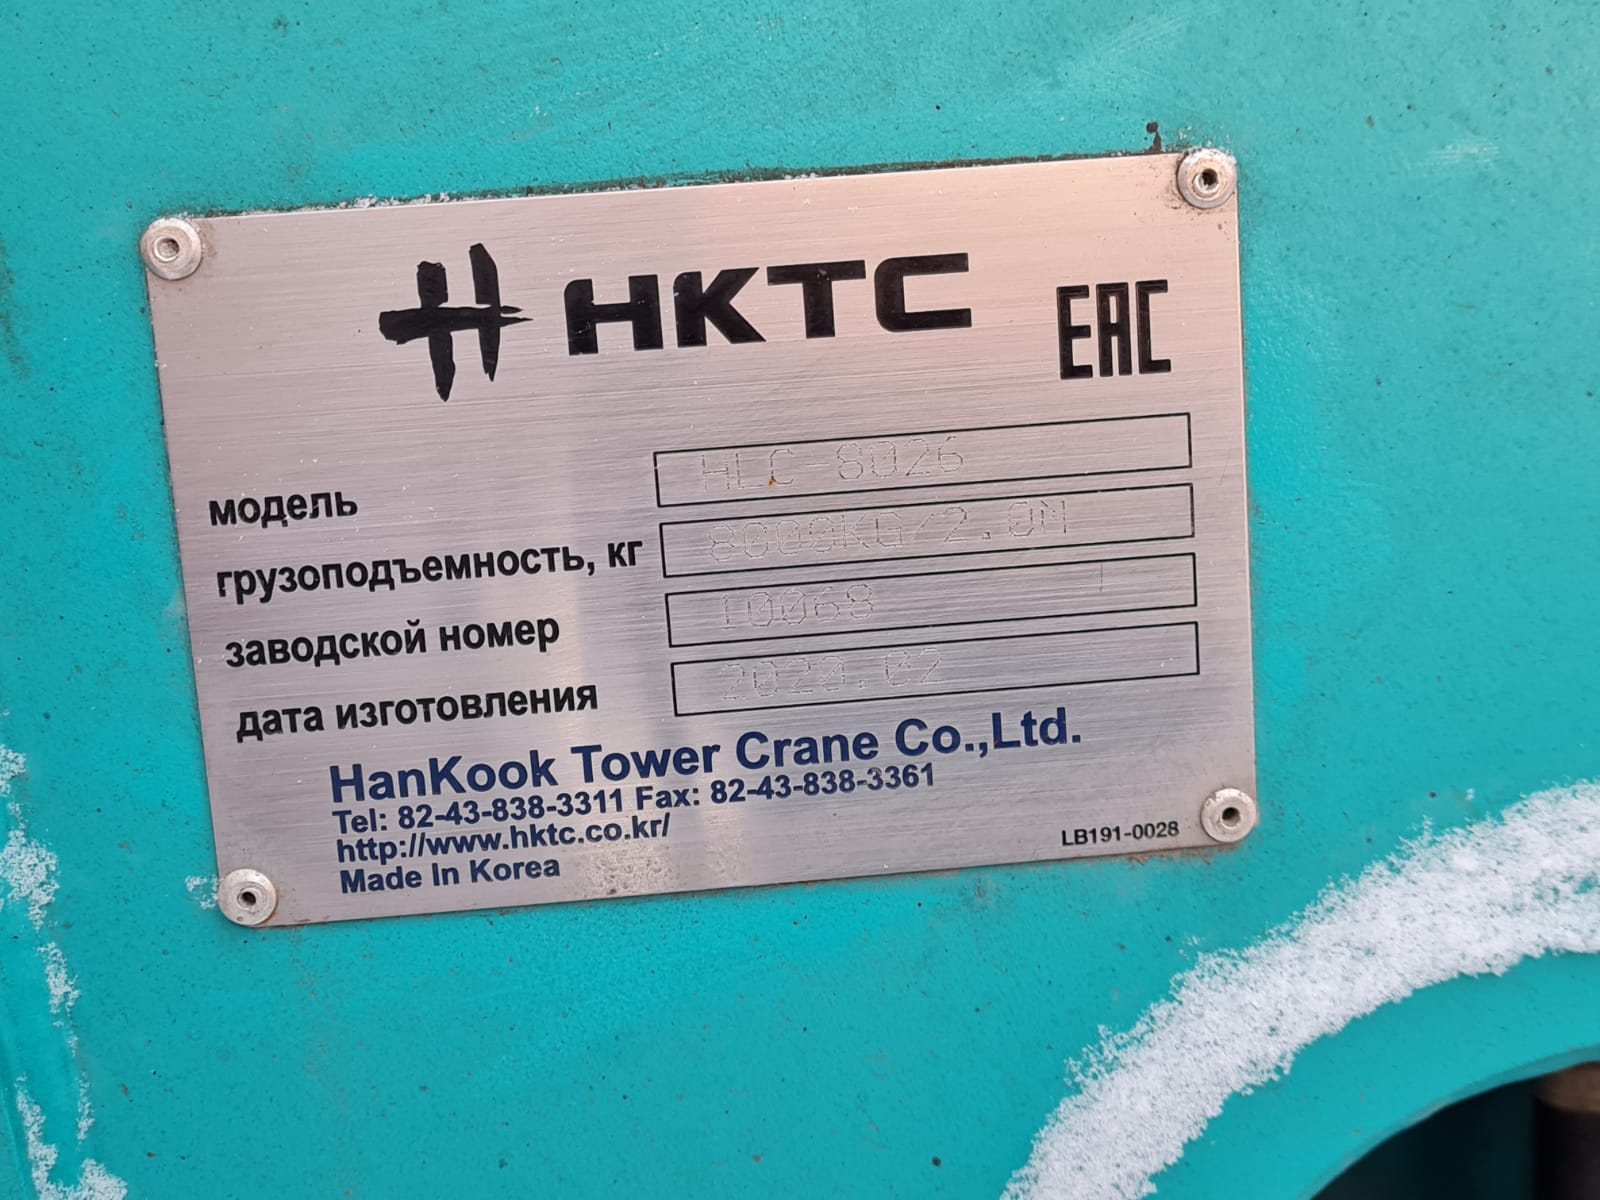 HKTC
EAC
модель HLC-8026
грузоподъемность, кг 8000KG/2.0M
заводской номер 10068
дата изготовления 2020.02
HanKook Tower Crane Co.,Ltd.
Tel: 82-43-838-3311 Fax: 82-43-838-3361
http://www.hktc.co.kr/
Made In Korea
LB191-0028